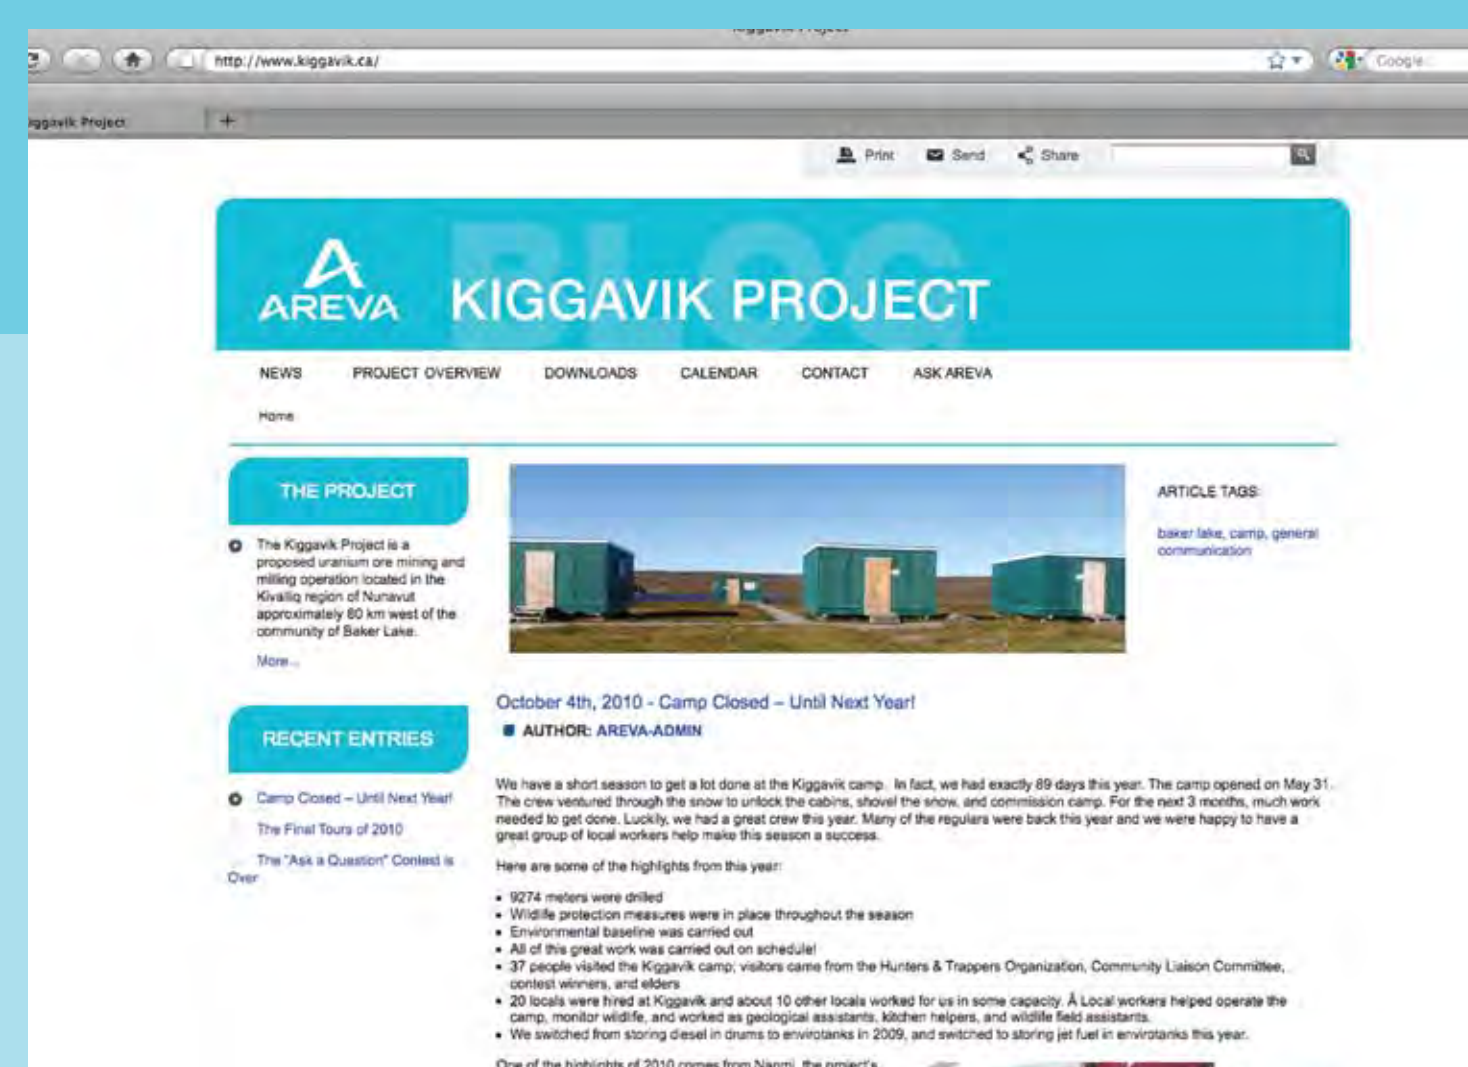 http://www.kiggavik.ca/
Google
Kiggavik Project
+
Print Send Share
BLOG
AREVA
KIGGAVIK PROJECT
NEWS PROJECT OVERVIEW DOWNLOADS CALENDAR CONTACT ASK AREVA
Home
THE PROJECT
The Kiggavik Project is a
proposed uranium ore mining and
milling operation located in the
Kivalliq region of Nunavut
approximately 80 km west of the
community of Baker Lake.
More...
RECENT ENTRIES
Camp Closed – Until Next Year!
The Final Tours of 2010
The "Ask a Question" Contest is
Over
ARTICLE TAGS:
baker lake, camp, general
communication
October 4th, 2010 - Camp Closed – Until Next Year!
AUTHOR: AREVA-ADMIN
We have a short season to get a lot done at the Kiggavik camp. In fact, we had exactly 89 days this year. The camp opened on May 31.
The crew ventured through the snow to unlock the cabins, shovel the snow, and commission camp. For the next 3 months, much work
needed to get done. Luckily, we had a great crew this year. Many of the regulars were back this year and we were happy to have a
great group of local workers help make this season a success.
Here are some of the highlights from this year:
• 9274 meters were drilled
• Wildlife protection measures were in place throughout the season
• Environmental baseline was carried out
• All of this great work was carried out on schedule!
• 37 people visited the Kiggavik camp; visitors came from the Hunters & Trappers Organization, Community Liaison Committee,
contest winners, and elders
• 20 locals were hired at Kiggavik and about 10 other locals worked for us in some capacity. Â Local workers helped operate the
camp, monitor wildlife, and worked as geological assistants, kitchen helpers, and wildlife field assistants.
• We switched from storing diesel in drums to envirotanks in 2009, and switched to storing jet fuel in envirotanks this year.
One of the highlights of 2010 comes from Naomi, the project's